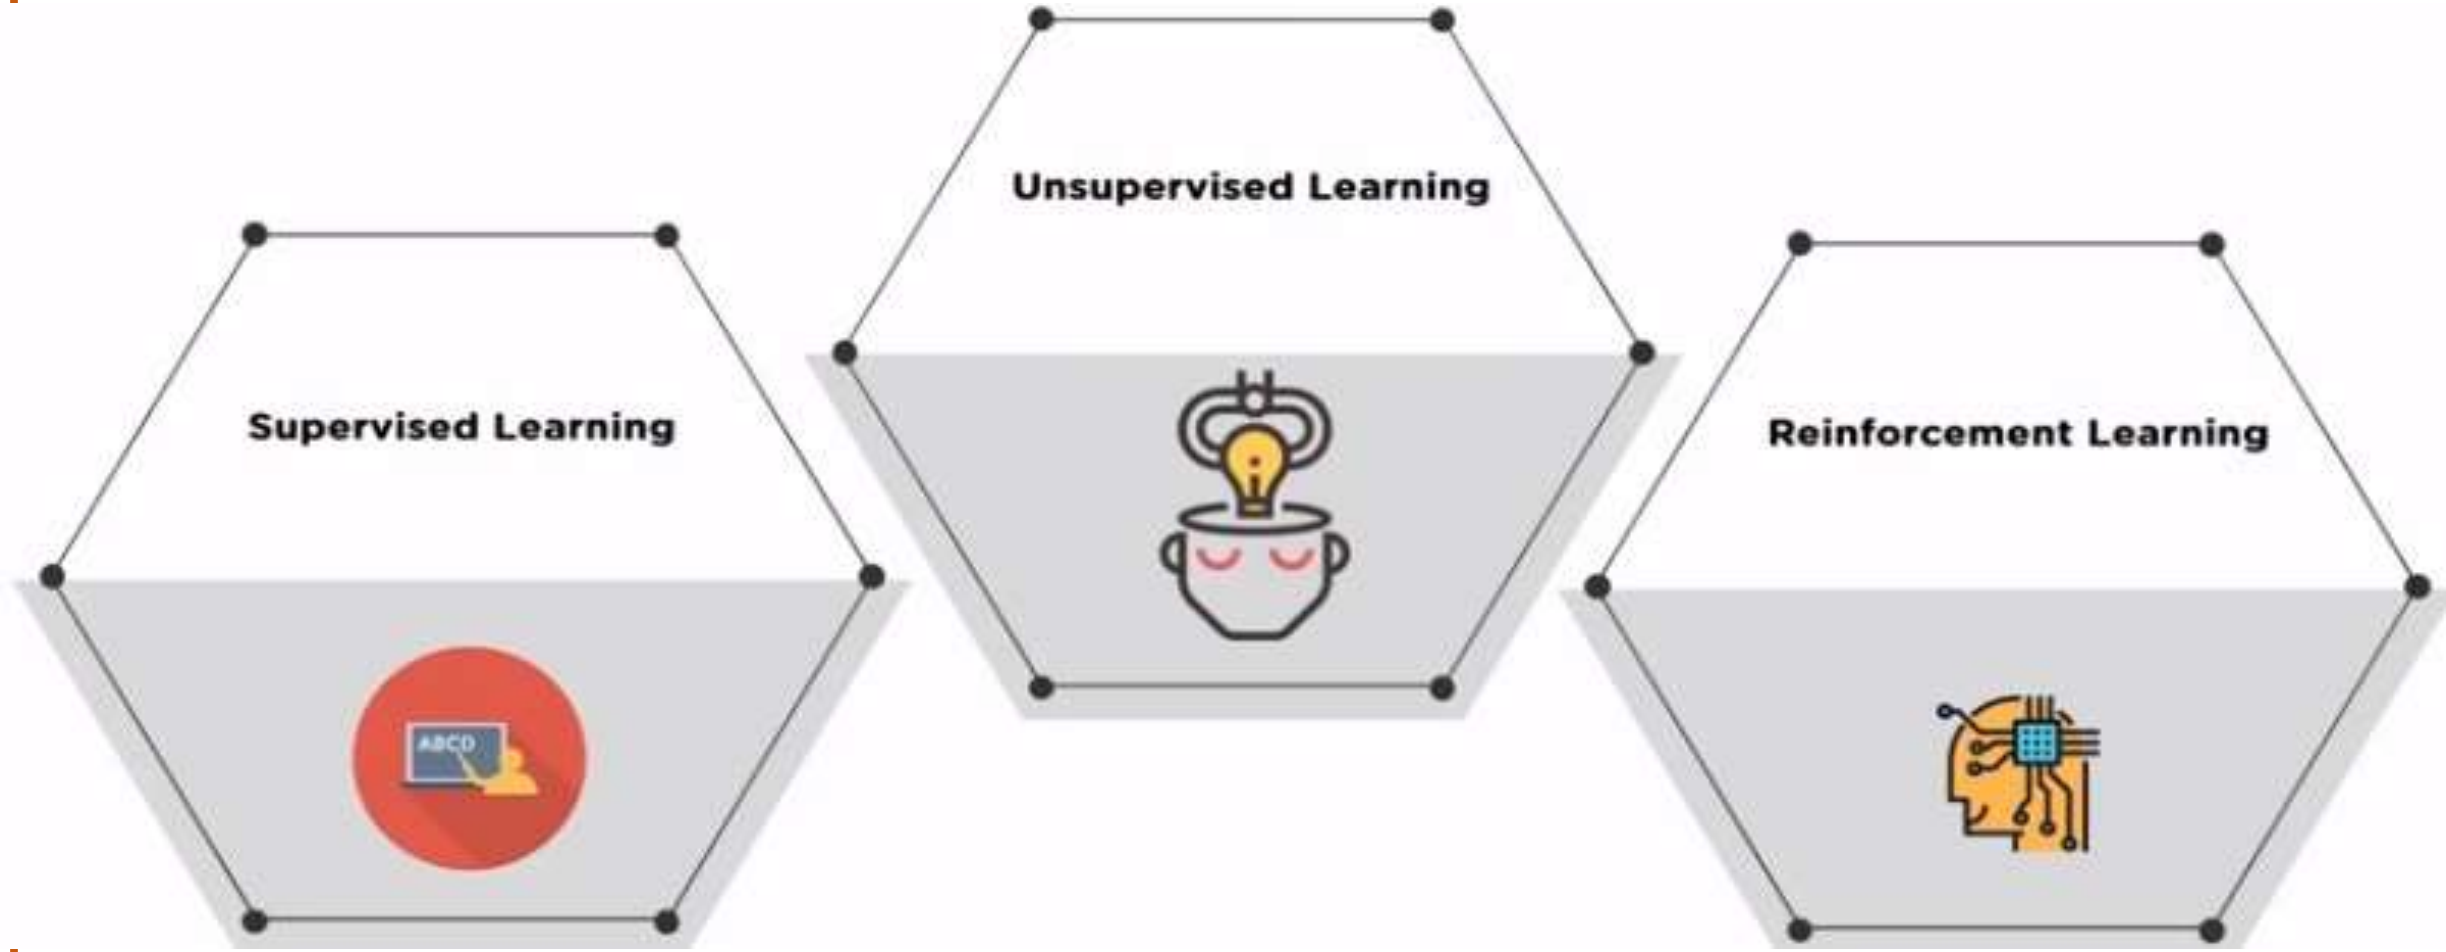 Supervised Learning
ABCD
Unsupervised Learning
Reinforcement Learning